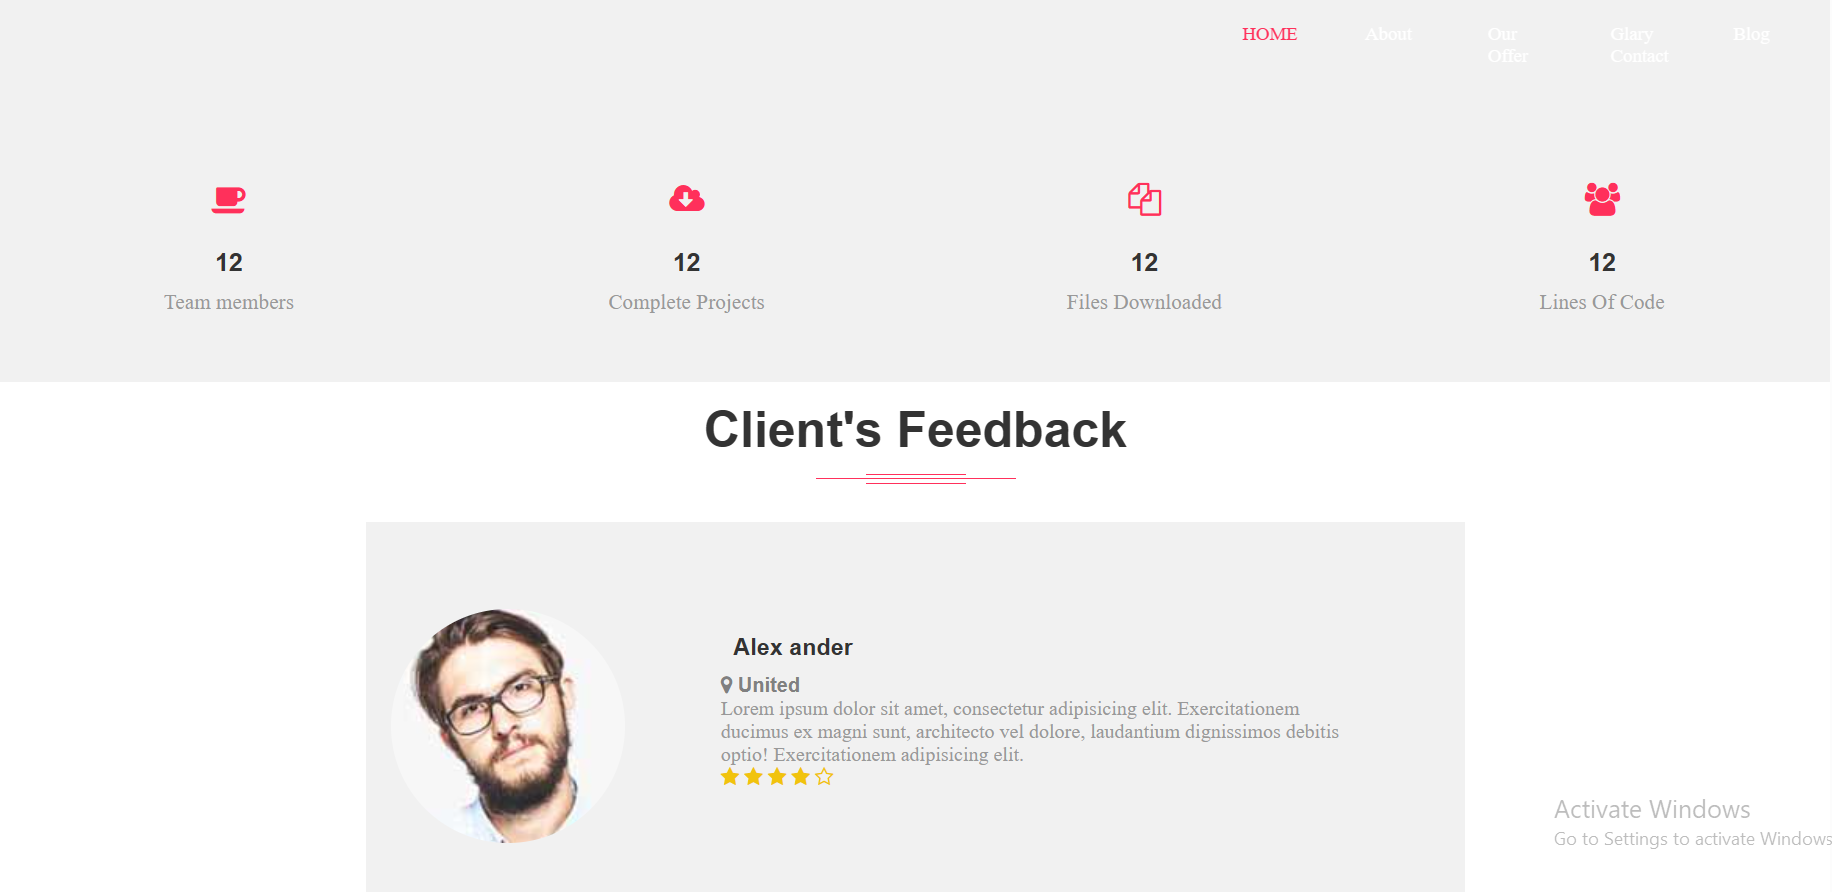 HOME About Our Glary Blog
Offer Contact
12 12 12 12
Team members Complete Projects Files Downloaded Lines Of Code
Client's Feedback
Alex ander
United
Lorem ipsum dolor sit amet, consectetur adipisicing elit. Exercitationem
ducimus ex magni sunt, architecto vel dolore, laudantium dignissimos debitis
optio! Exercitationem adipisicing elit.
Activate Windows
Go to Settings to activate Windows